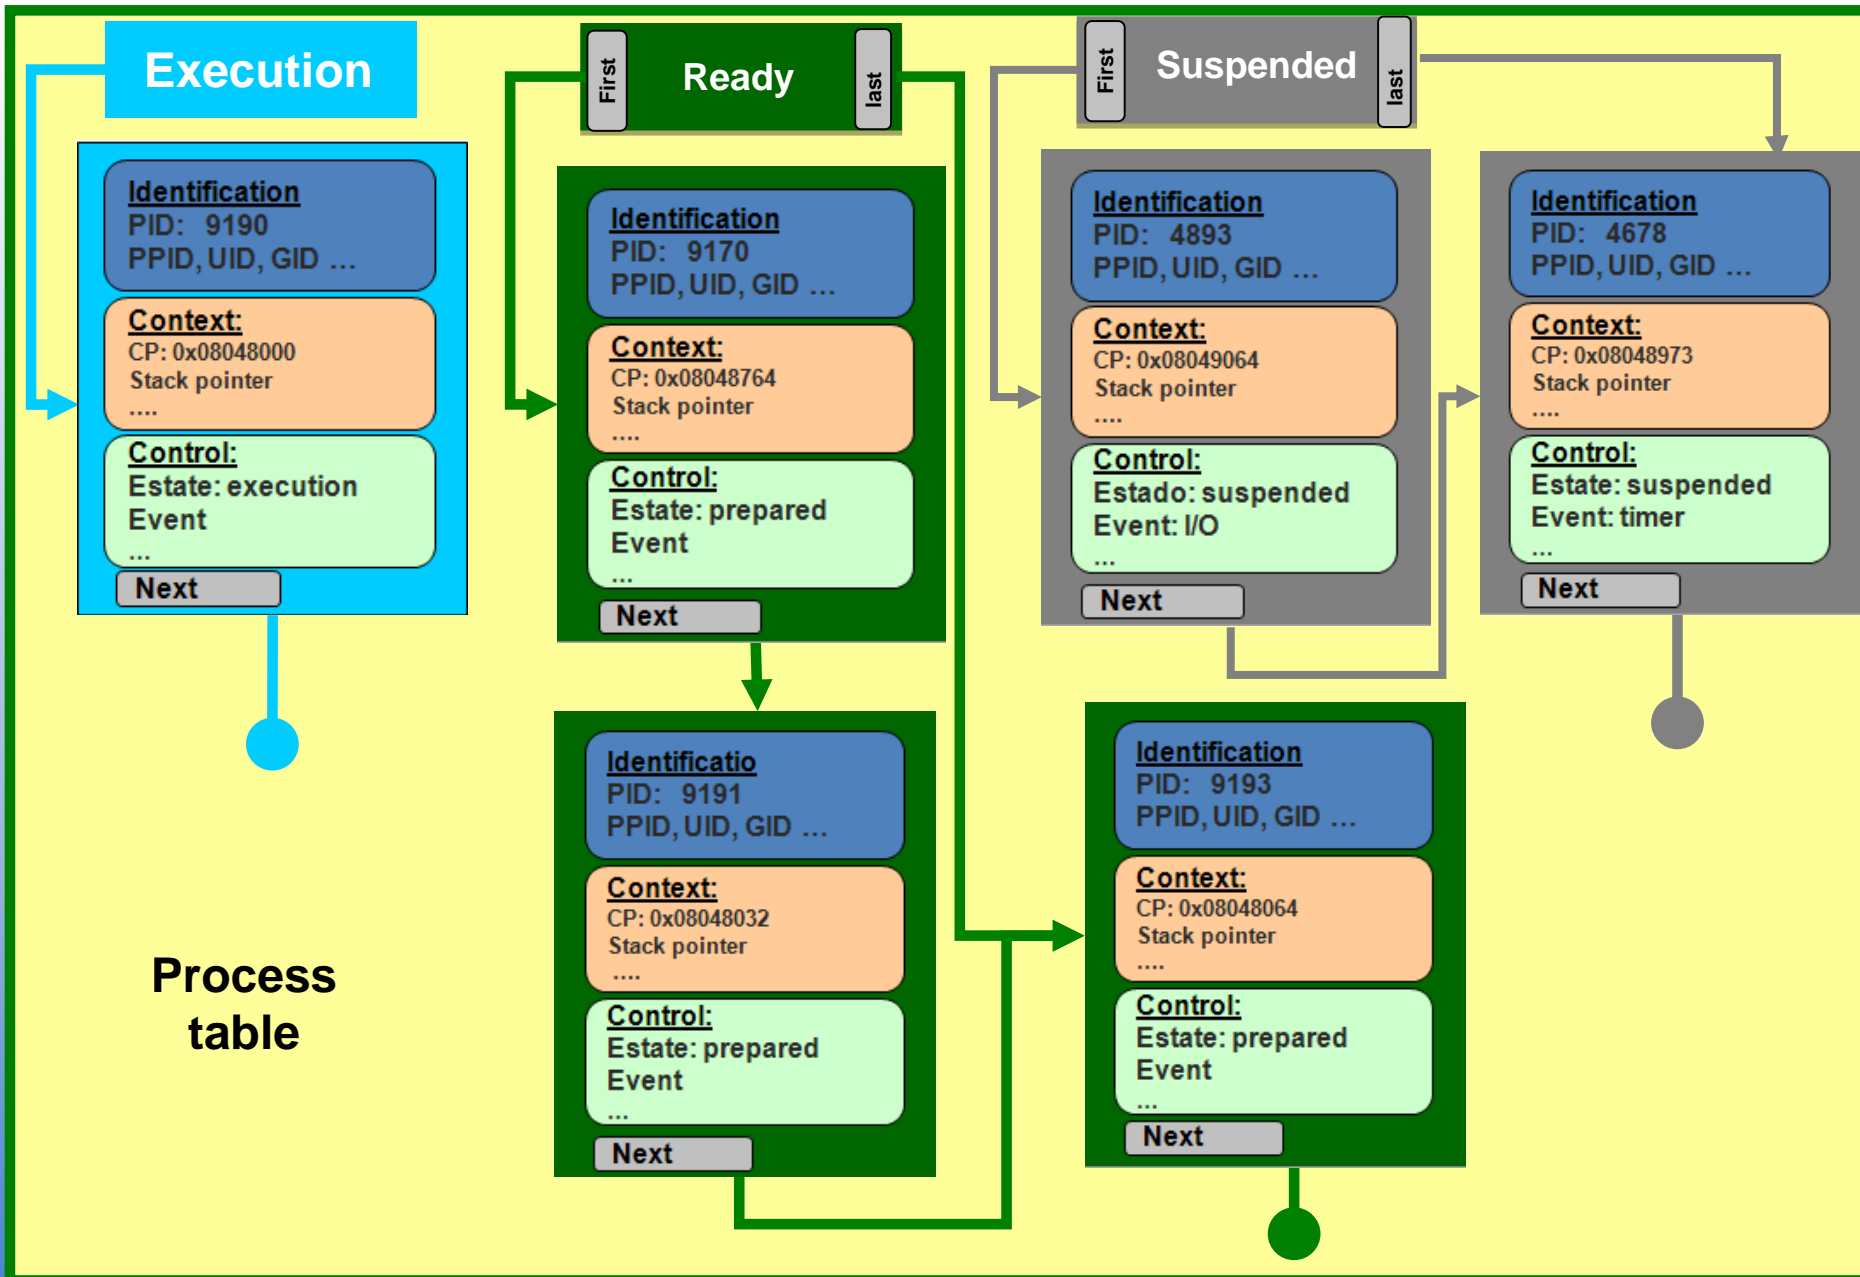 Execution
First
Ready
last
First
Suspended
last
Identification
PID: 9190
PPID, UID, GID ...
Context:
CP: 0x08048000
Stack pointer
....
Control:
Estate: execution
Event
...
Next
Identification
PID: 9170
PPID, UID, GID ...
Context:
CP: 0x08048764
Stack pointer
....
Control:
Estate: prepared
Event
...
Next
Identification
PID: 4893
PPID, UID, GID ...
Context:
CP: 0x08049064
Stack pointer
....
Control:
Estado: suspended
Event: I/O
...
Next
Identification
PID: 4678
PPID, UID, GID ...
Context:
CP: 0x08048973
Stack pointer
....
Control:
Estate: suspended
Event: timer
...
Next
Identificatio
PID: 9191
PPID, UID, GID ...
Context:
CP: 0x08048032
Stack pointer
....
Control:
Estate: prepared
Event
...
Next
Identification
PID: 9193
PPID, UID, GID ...
Context:
CP: 0x08048064
Stack pointer
....
Control:
Estate: prepared
Event
...
Next
Process
table